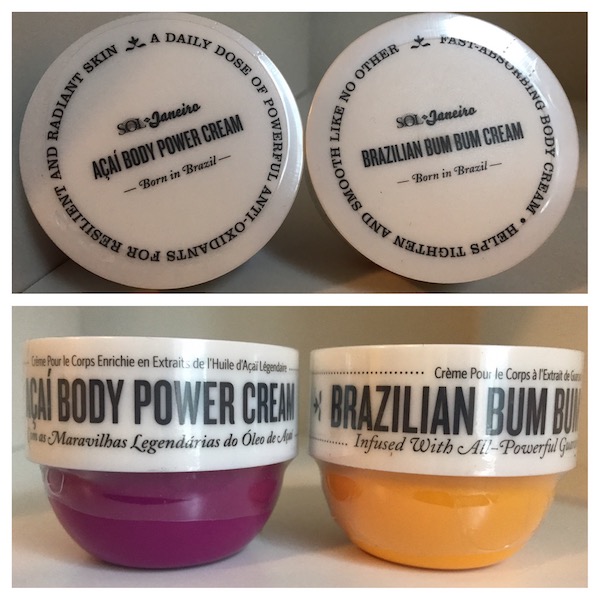 A DAILY DOSE OF POWERFUL ANTI-OXIDANTS FOR RESILIENT AND RADIANT SKIN
SOL de Janeiro
AÇAÍ BODY POWER CREAM
— Born in Brazil —
FAST-ABSORBING BODY CREAM • HELPS TIGHTEN AND SMOOTH LIKE NO OTHER
SOL de Janeiro
BRAZILIAN BUM BUM CREAM
— Born in Brazil —
Crème Pour le Corps Enrichie en Extraits de l'Huile d'Açaí Légendaire
AÇAÍ BODY POWER CREAM
as Maravilhas Legendárias do Óleo de Açaí
Crème Pour le Corps à l'Extrait de
BRAZILIAN BUM BUM
Infused With All-Powerful